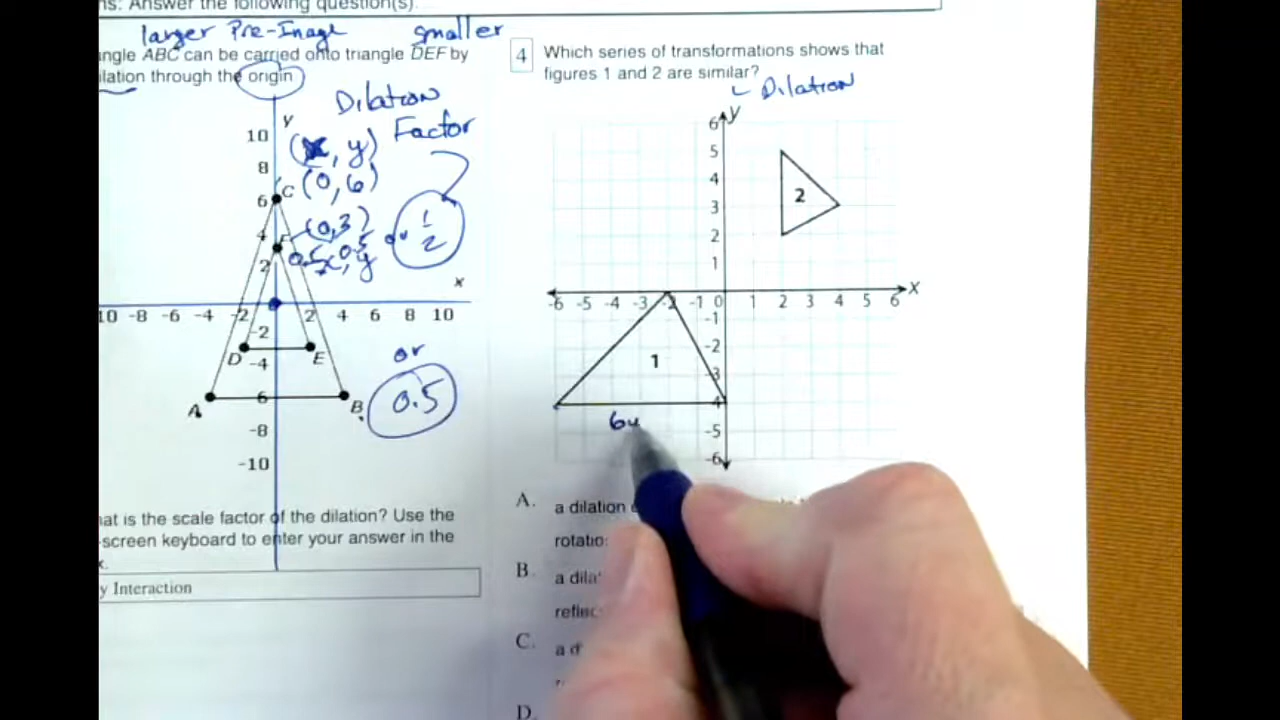 ns: Answer the following question(s).
larger Pre-Image smaller
angle ABC can be carried onto triangle DEF by
ilation through the origin
Dilation
Factor
y
10
(x, y)
8
C (0, 6)
6
4
(0, 3)
0.5x, 0.5y
or 1/2
2
x
10 -8 -6 -4 -2 2 4 6 8 10
-2
D E
-4
or
0.5
6
A B
-8
-10
hat is the scale factor of the dilation? Use the
-screen keyboard to enter your answer in the
x.
y Interaction
4 Which series of transformations shows that
figures 1 and 2 are similar?
Dilation
y
6
5
4
3
2
1
2
-6 -5 -4 -3 -2 -1 0 1 2 3 4 5 6 x
-1
-2
-3
4
-5
-6
1
6u
A. a dilation
rotatio
B. a dila
reflec
C. a d
D.